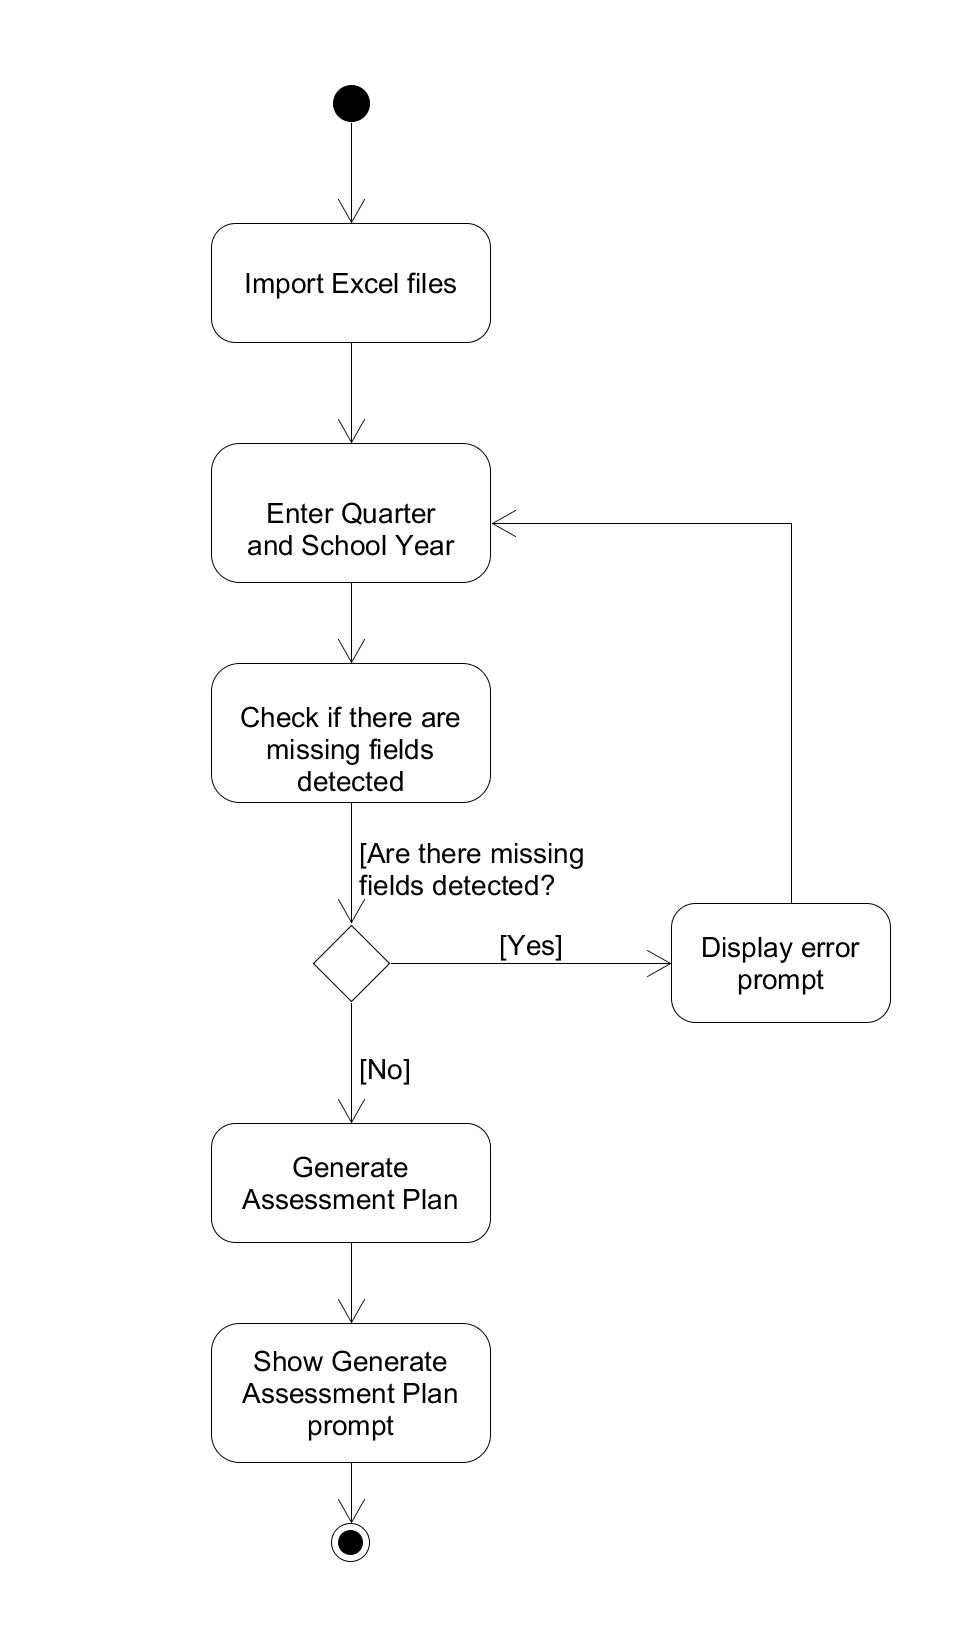 Import Excel files
Enter Quarter
and School Year
Check if there are
missing fields
detected
[Are there missing
fields detected?
[Yes]
Display error
prompt
[No]
Generate
Assessment Plan
Show Generate
Assessment Plan
prompt